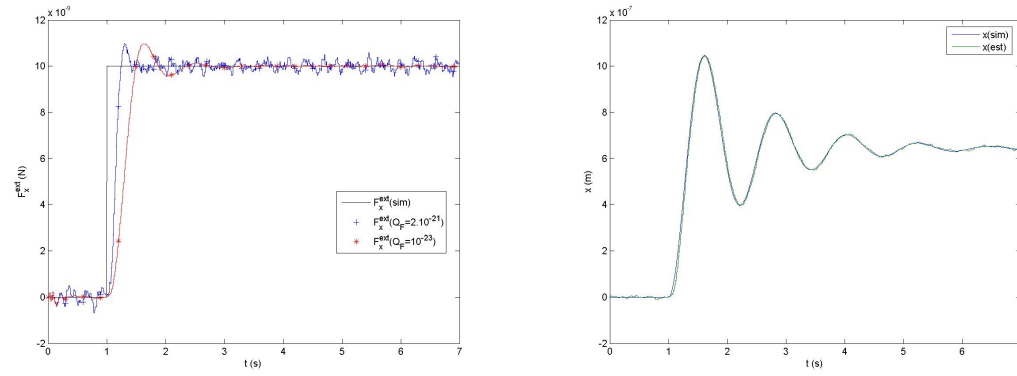 x 10^-9
12
10
8
6
4
2
0
-2
F_x^ext (N)
0 1 2 3 4 5 6 7
t (s)
F_x^ext(sim)
F_x^ext(Q_F=2.10^-21)
F_x^ext(Q_F=10^-23)
x 10^-7
12
10
8
6
4
2
0
-2
x (m)
0 1 2 3 4 5 6
t (s)
x(sim)
x(est)